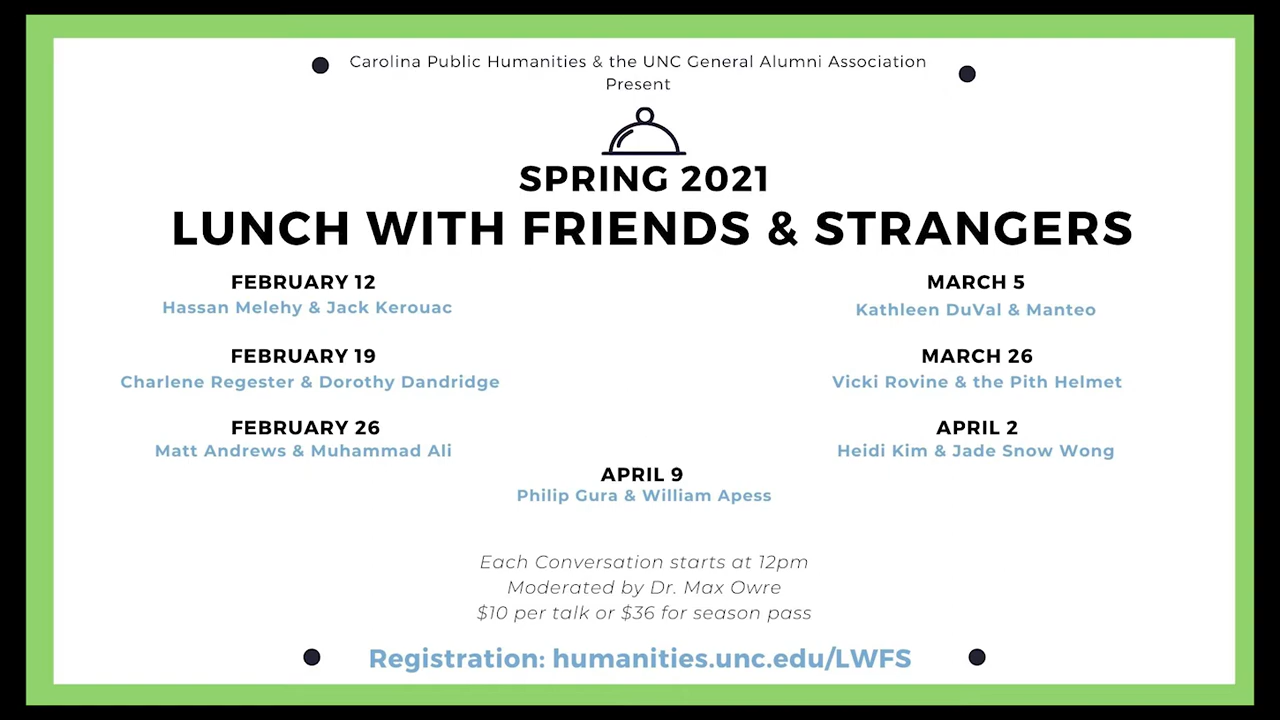 Carolina Public Humanities & the UNC General Alumni Association
Present
SPRING 2021
LUNCH WITH FRIENDS & STRANGERS
FEBRUARY 12
Hassan Melehy & Jack Kerouac
FEBRUARY 19
Charlene Regester & Dorothy Dandridge
FEBRUARY 26
Matt Andrews & Muhammad Ali
MARCH 5
Kathleen DuVal & Manteo
MARCH 26
Vicki Rovine & the Pith Helmet
APRIL 2
Heidi Kim & Jade Snow Wong
APRIL 9
Philip Gura & William Apess
Each Conversation starts at 12pm
Moderated by Dr. Max Owre
$10 per talk or $36 for season pass
Registration: humanities.unc.edu/LWFS